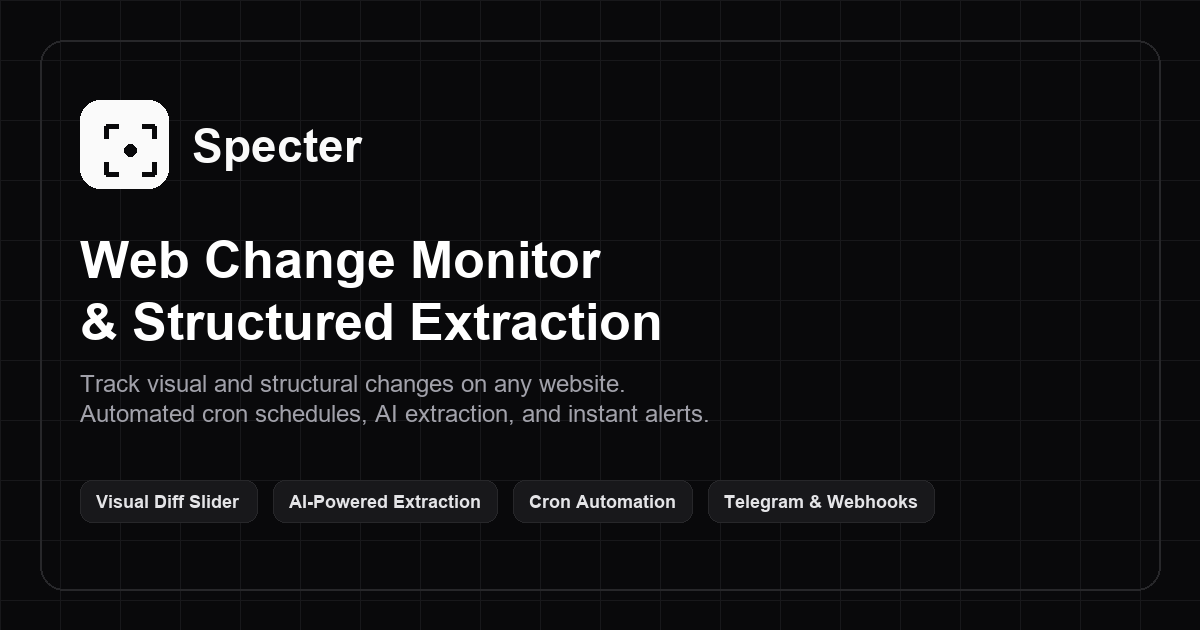 Specter
Web Change Monitor
& Structured Extraction
Track visual and structural changes on any website.
Automated cron schedules, AI extraction, and instant alerts.
Visual Diff Slider
AI-Powered Extraction
Cron Automation
Telegram & Webhooks